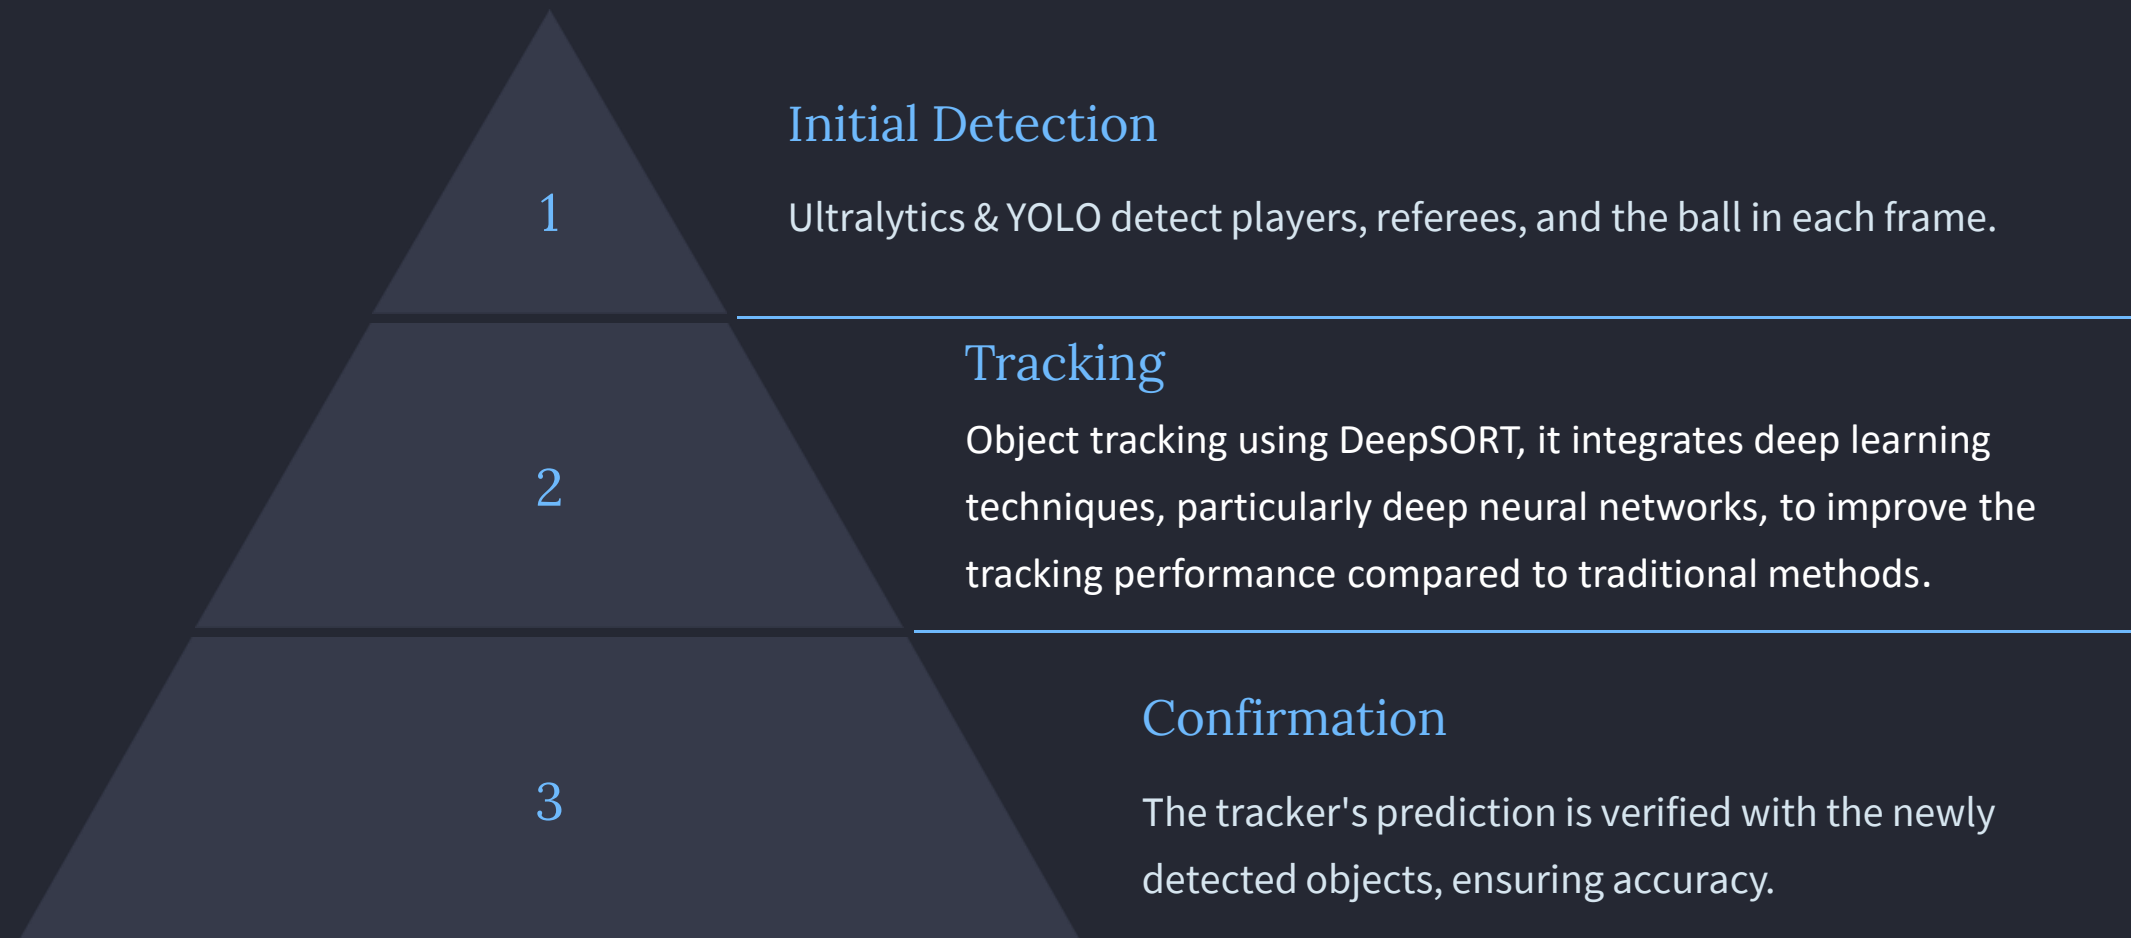 1
Initial Detection
Ultralytics & YOLO detect players, referees, and the ball in each frame.
2
Tracking
Object tracking using DeepSORT, it integrates deep learning
techniques, particularly deep neural networks, to improve the
tracking performance compared to traditional methods.
3
Confirmation
The tracker's prediction is verified with the newly
detected objects, ensuring accuracy.